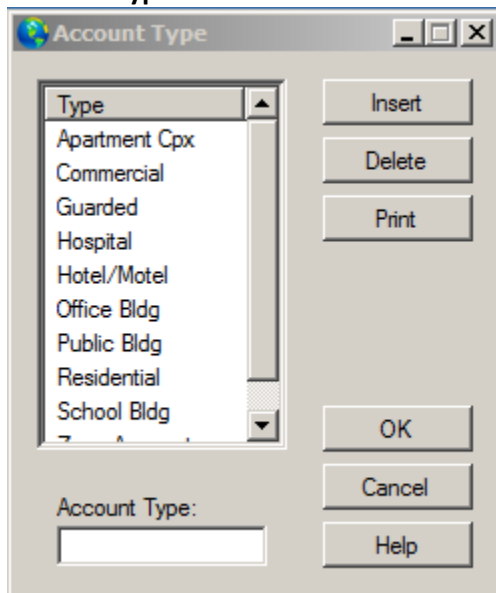 Account Type
Type
Apartment Cpx
Commercial
Guarded
Hospital
Hotel/Motel
Office Bldg
Public Bldg
Residential
School Bldg
Insert
Delete
Print
OK
Cancel
Help
Account Type: